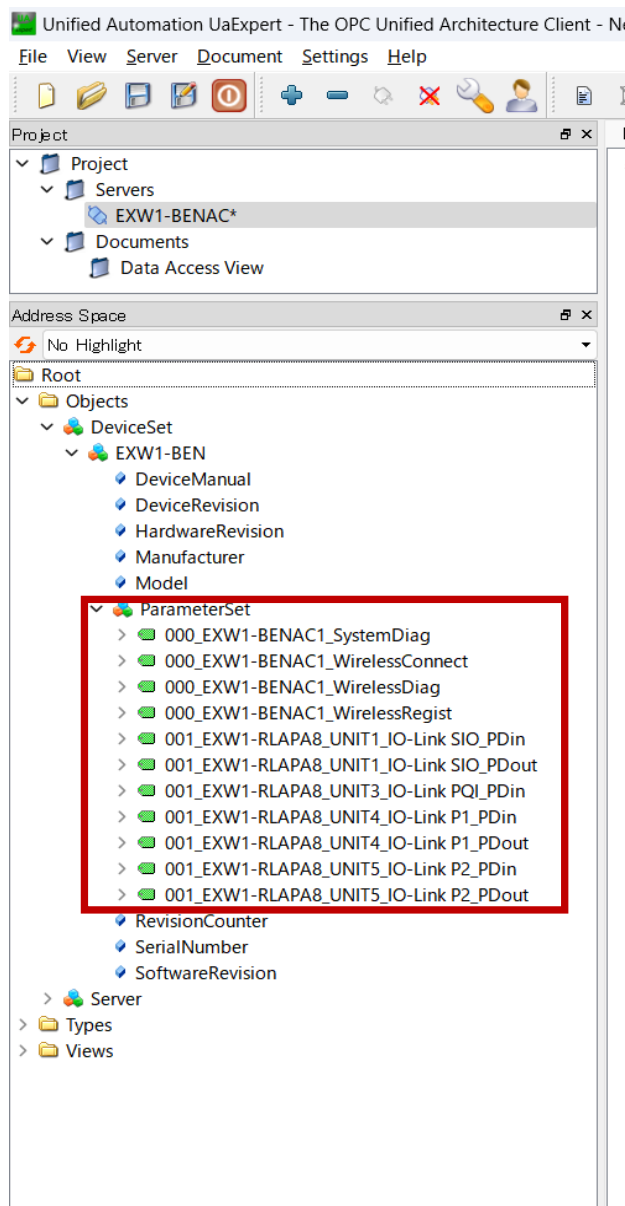 Unified Automation UaExpert - The OPC Unified Architecture Client - Ne
File View Server Document Settings Help
Project
Project
Servers
EXW1-BENAC*
Documents
Data Access View
Address Space
No Highlight
Root
Objects
DeviceSet
EXW1-BEN
DeviceManual
DeviceRevision
HardwareRevision
Manufacturer
Model
ParameterSet
000_EXW1-BENAC1_SystemDiag
000_EXW1-BENAC1_WirelessConnect
000_EXW1-BENAC1_WirelessDiag
000_EXW1-BENAC1_WirelessRegist
001_EXW1-RLAPA8_UNIT1_IO-Link SIO_PDin
001_EXW1-RLAPA8_UNIT1_IO-Link SIO_PDout
001_EXW1-RLAPA8_UNIT3_IO-Link PQI_PDin
001_EXW1-RLAPA8_UNIT4_IO-Link P1_PDin
001_EXW1-RLAPA8_UNIT4_IO-Link P1_PDout
001_EXW1-RLAPA8_UNIT5_IO-Link P2_PDin
001_EXW1-RLAPA8_UNIT5_IO-Link P2_PDout
RevisionCounter
SerialNumber
SoftwareRevision
Server
Types
Views